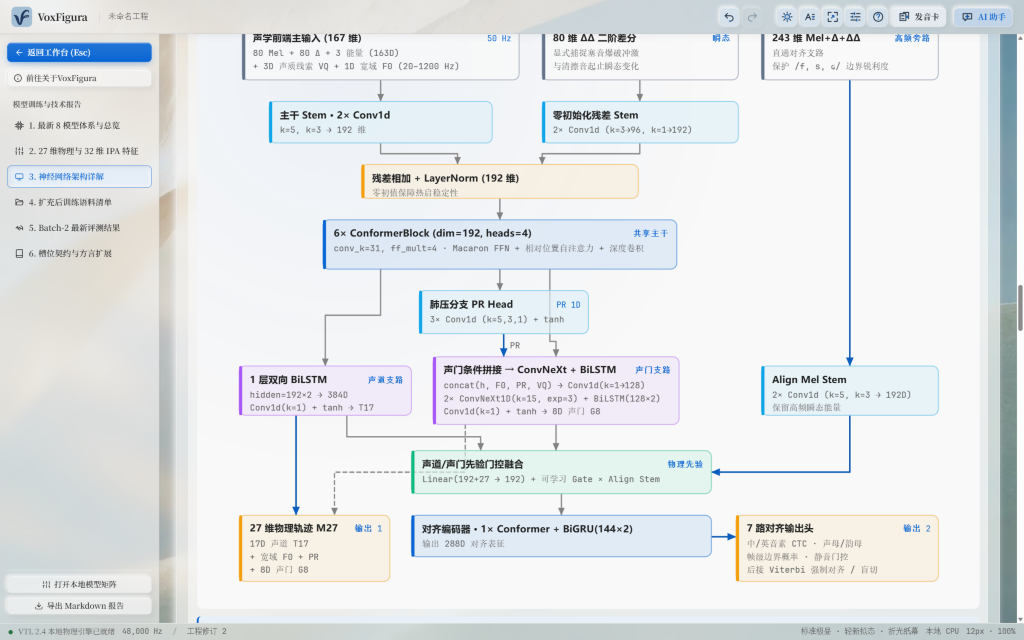 VoxFigura
未命名工程
发音卡
AI 助手
← 返回工作台 (Esc)
前往关于VoxFigura
模型训练与技术报告
1. 最新 8 模型体系与总览
2. 27 维物理与 32 维 IPA 特征
3. 神经网络架构详解
4. 扩充后训练语料清单
5. Batch-2 最新评测结果
6. 槽位契约与方言扩展
打开本地模型矩阵
导出 Markdown 报告
声学前端主输入 (167 维)
50 Hz
80 Mel + 80 Δ + 3 能量 (163D)
+ 3D 声质线索 VQ + 1D 宽域 F0 (20–1200 Hz)
80 维 ΔΔ 二阶差分
瞬态
显式捕捉塞音爆破冲激
与清擦音起止瞬态变化
243 维 Mel+Δ+ΔΔ
高频旁路
直通对齐支路
保护 /f, s, ɕ/ 边界锐利度
主干 Stem · 2× Conv1d
k=5, k=3 → 192 维
零初始化残差 Stem
2× Conv1d (k=3→96, k=1→192)
残差相加 + LayerNorm (192 维)
零初值保障热启稳定性
6× ConformerBlock (dim=192, heads=4)
共享主干
conv_k=31, ff_mult=4 · Macaron FFN + 相对位置自注意力 + 深度卷积
肺压分支 PR Head
PR 1D
3× Conv1d (k=5,3,1) + tanh
PR
1 层双向 BiLSTM
声道支路
hidden=192×2 → 384D
Conv1d(k=1) + tanh → T17
声门条件拼接 → ConvNeXt + BiLSTM
声门支路
concat(h, F0, PR, VQ) → Conv1d(k=1→128)
2× ConvNeXt1D(k=15, exp=3) + BiLSTM(128×2)
Conv1d(k=1) + tanh → 8D 声门 G8
Align Mel Stem
2× Conv1d (k=5, k=3 → 192D)
保留高频瞬态能量
声道/声门先验门控融合
物理先验
Linear(192+27 → 192) + 可学习 Gate × Align Stem
27 维物理轨迹 M27
输出 1
17D 声道 T17
+ 宽域 F0 + PR
+ 8D 声门 G8
对齐编码器 · 1× Conformer + BiGRU(144×2)
输出 288D 对齐表征
7 路对齐输出头
输出 2
中/英音素 CTC · 声母/韵母
帧级边界概率 · 静音门控
后接 Viterbi 强制对齐 / 盲切
VTL 2.4 本地物理引擎已就绪
48,000 Hz
/
工程修订 2
标准极昼 · 轻新拟态 · 折光纸幕
本地 CPU
12px · 100%